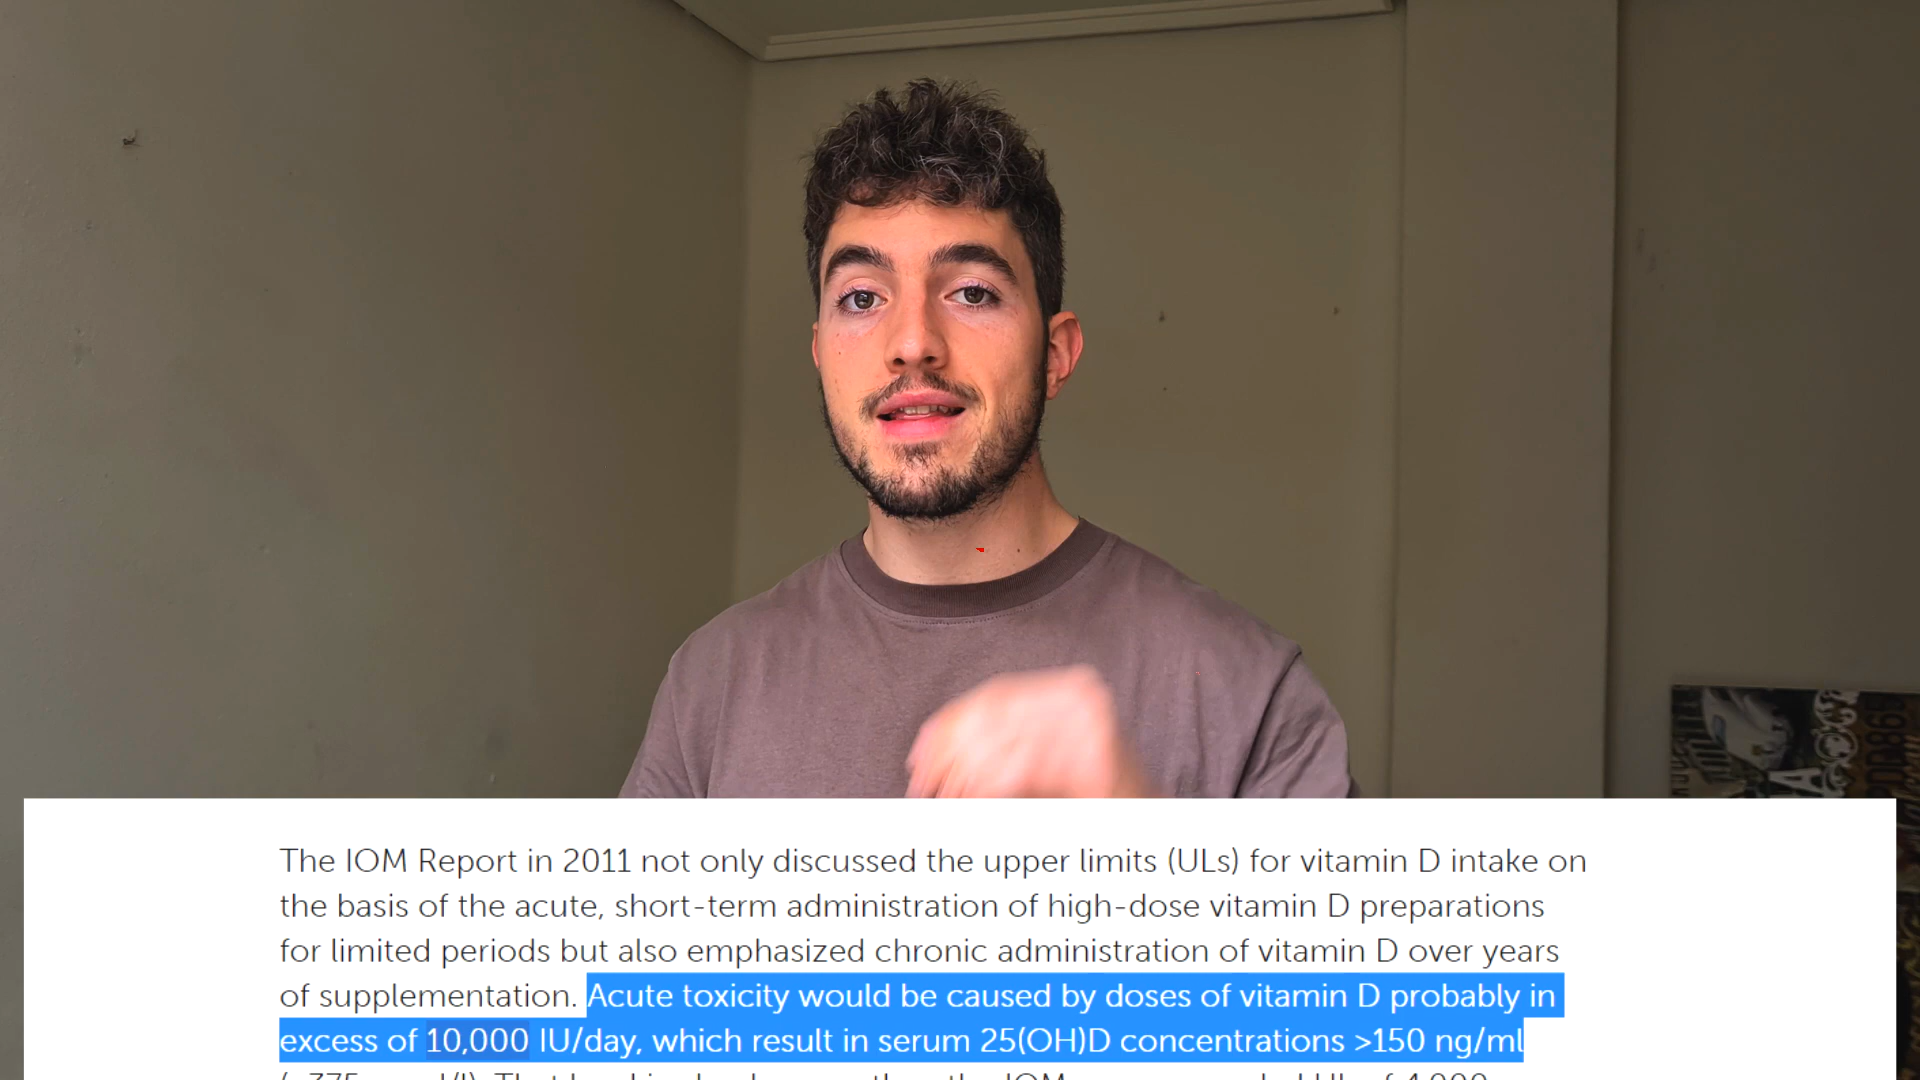 The IOM Report in 2011 not only discussed the upper limits (ULs) for vitamin D intake on
the basis of the acute, short-term administration of high-dose vitamin D preparations
for limited periods but also emphasized chronic administration of vitamin D over years
of supplementation. Acute toxicity would be caused by doses of vitamin D probably in
excess of 10,000 IU/day, which result in serum 25(OH)D concentrations >150 ng/ml